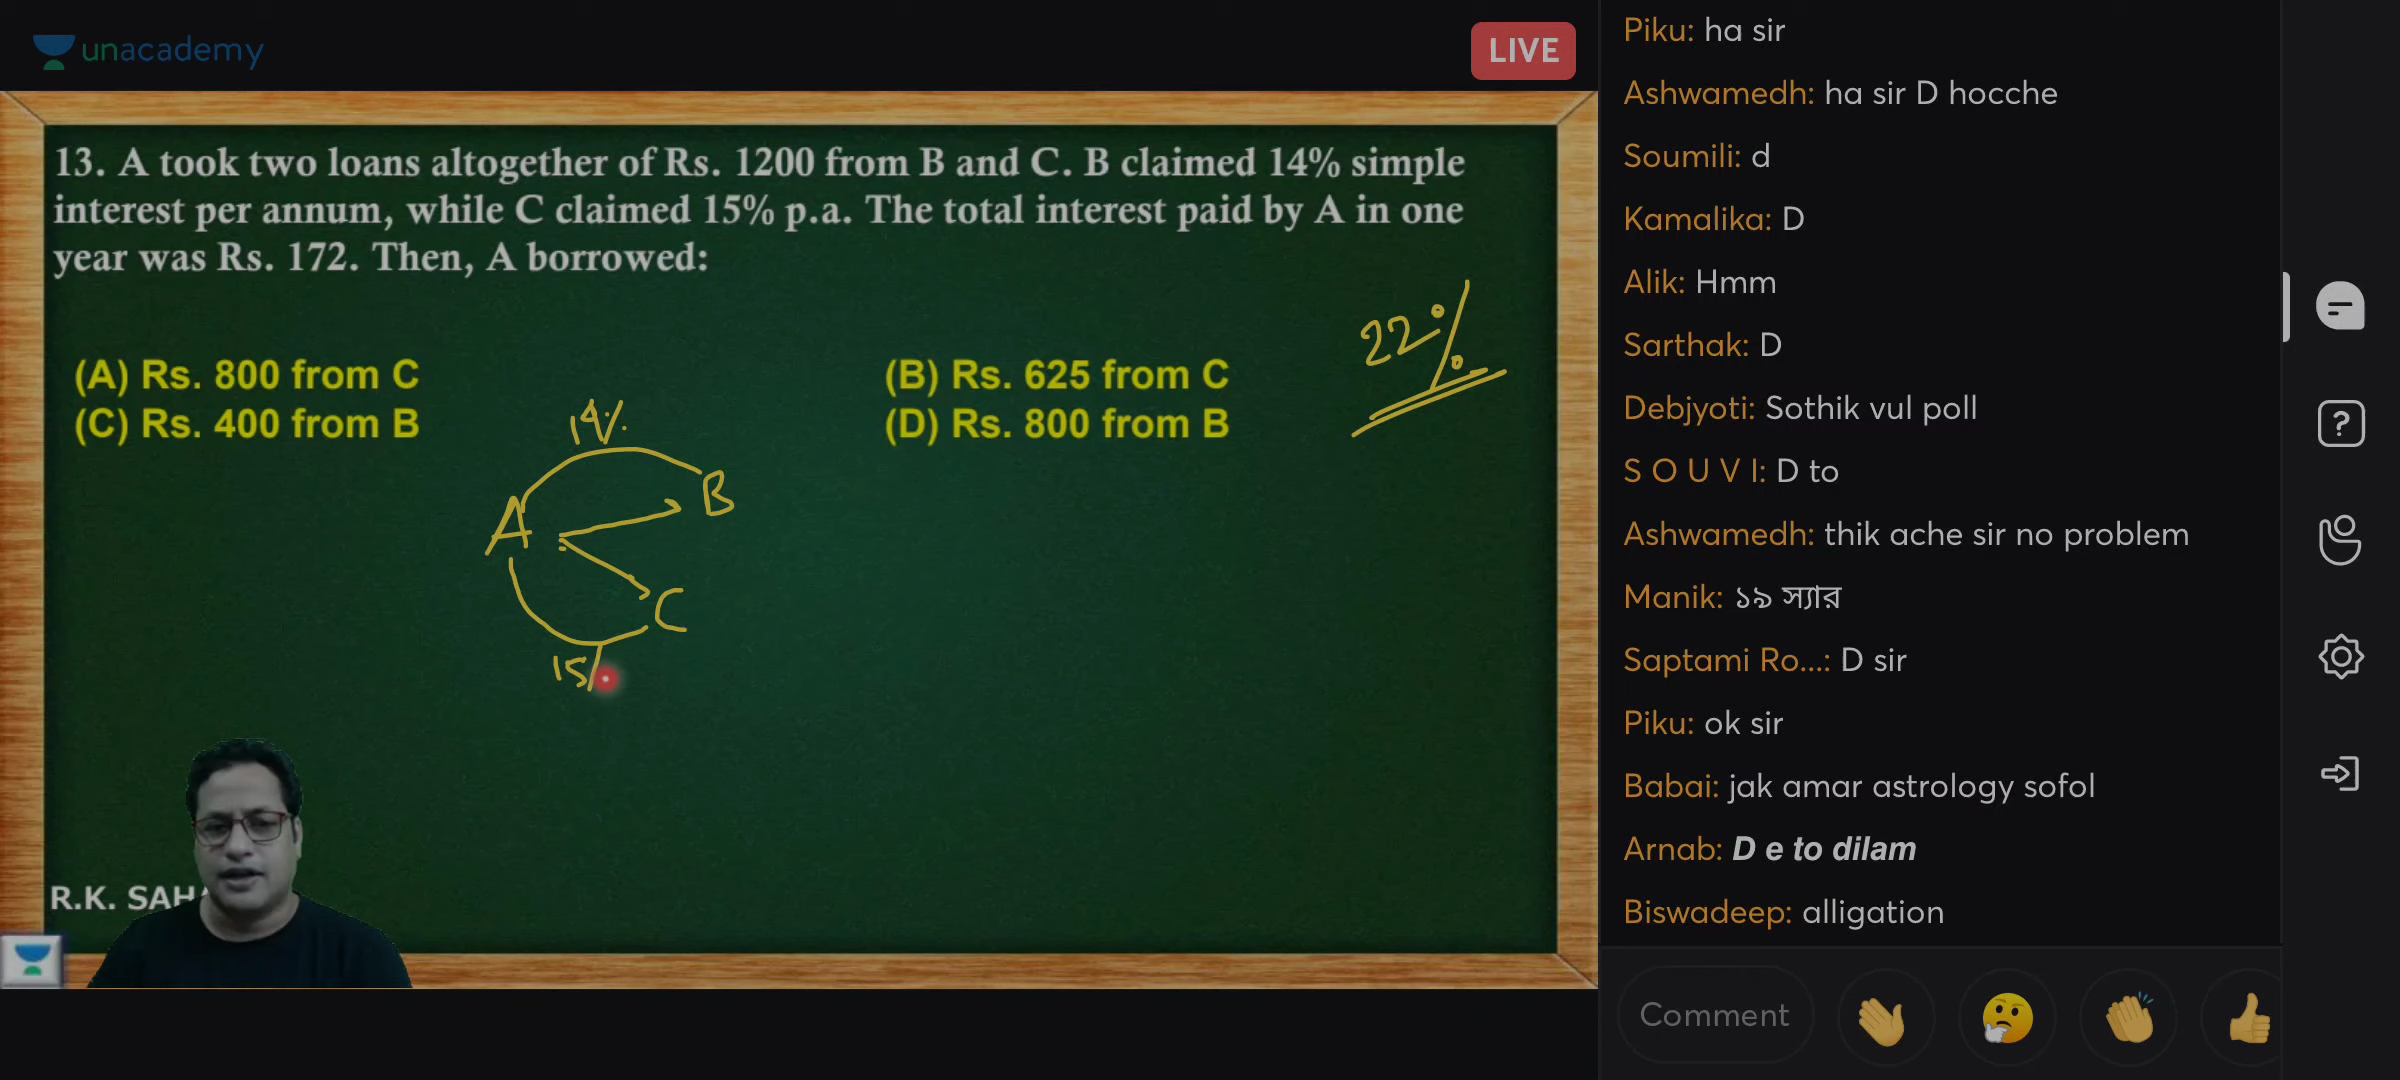 unacademy
LIVE
13. A took two loans altogether of Rs. 1200 from B and C. B claimed 14% simple
interest per annum, while C claimed 15% p.a. The total interest paid by A in one
year was Rs. 172. Then, A borrowed:
(A) Rs. 800 from C
(B) Rs. 625 from C
(C) Rs. 400 from B
(D) Rs. 800 from B
22%
14%
A
B
C
15/
R.K. SAHA
Piku: ha sir
Ashwamedh: ha sir D hocche
Soumili: d
Kamalika: D
Alik: Hmm
Sarthak: D
Debjyoti: Sothik vul poll
S O U V I: D to
Ashwamedh: thik ache sir no problem
Manik: ১৯ স্যার
Saptami Ro...: D sir
Piku: ok sir
Babai: jak amar astrology sofol
Arnab: D e to dilam
Biswadeep: alligation
Comment